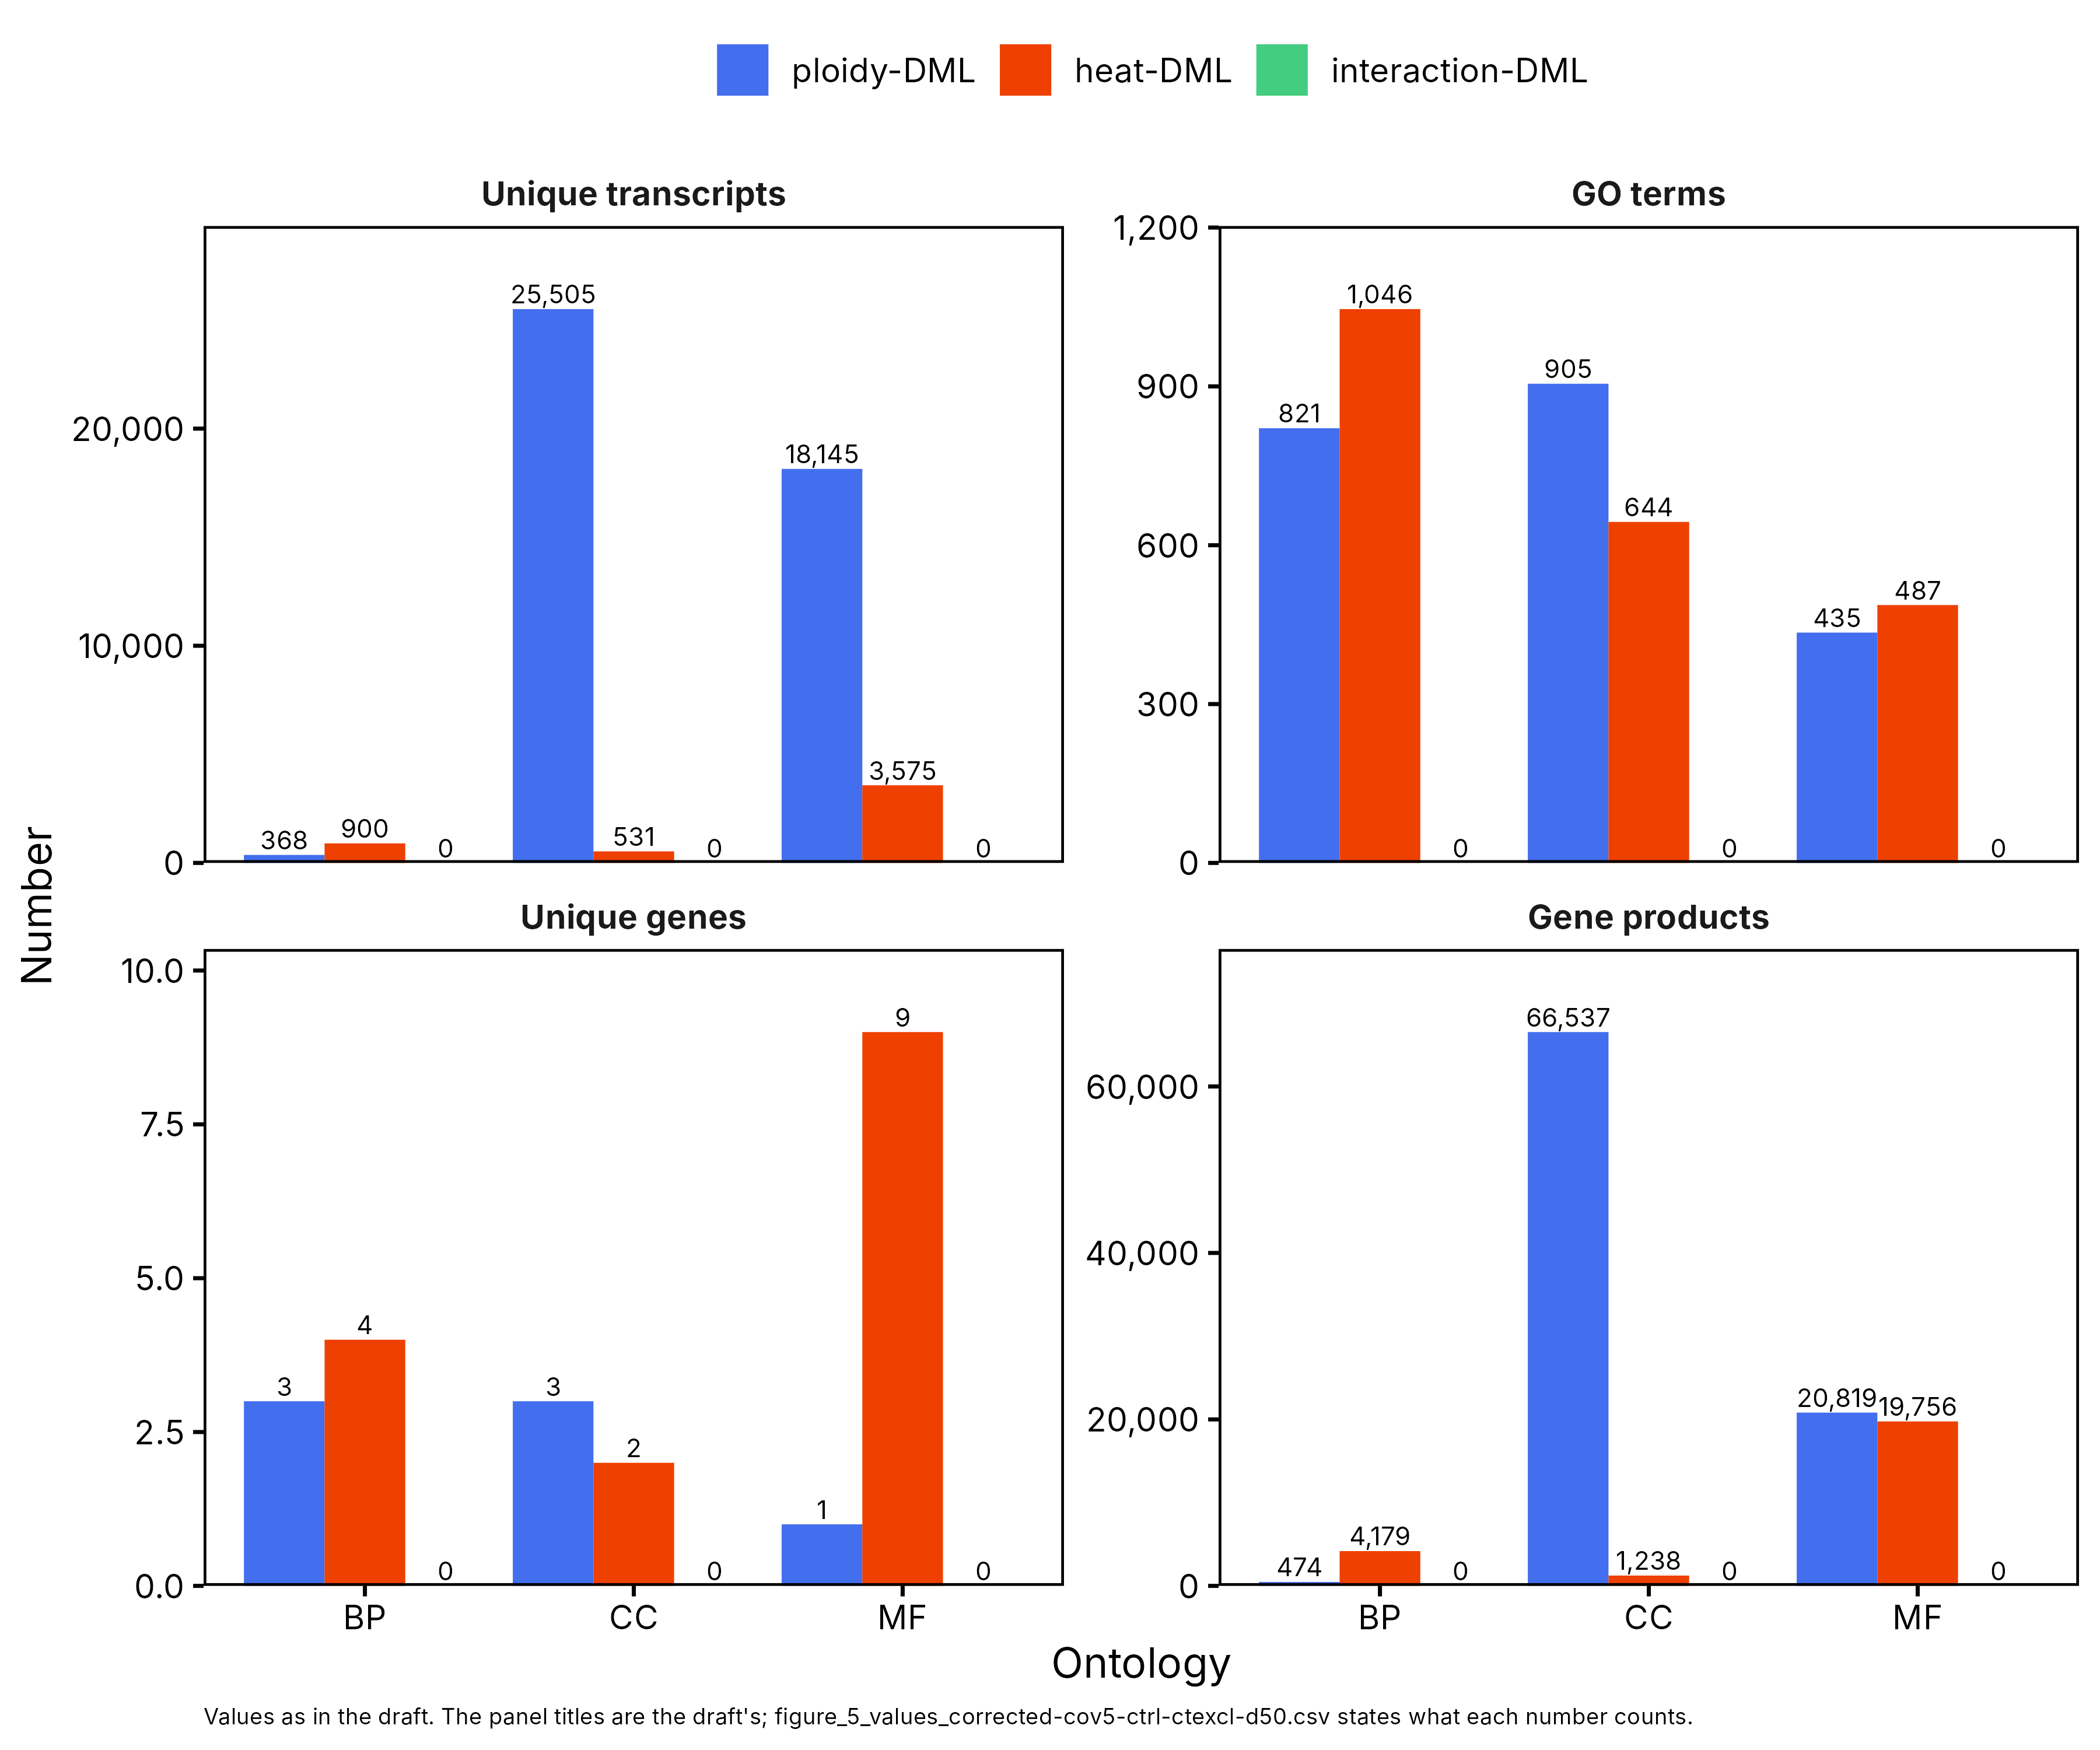 ploidy-DML heat-DML interaction-DML
Unique transcripts
20,000
10,000
0
368 900 0
25,505 531 0
18,145 3,575 0
GO terms
1,200
900
600
300
0
821 1,046 0
905 644 0
435 487 0
Number
Unique genes
10.0
7.5
5.0
2.5
0.0
3 4 0
3 2 0
1 9 0
BP CC MF
Gene products
60,000
40,000
20,000
0
474 4,179 0
66,537 1,238 0
20,819 19,756 0
BP CC MF
Ontology
Values as in the draft. The panel titles are the draft's; figure_5_values_corrected-cov5-ctrl-ctexcl-d50.csv states what each number counts.